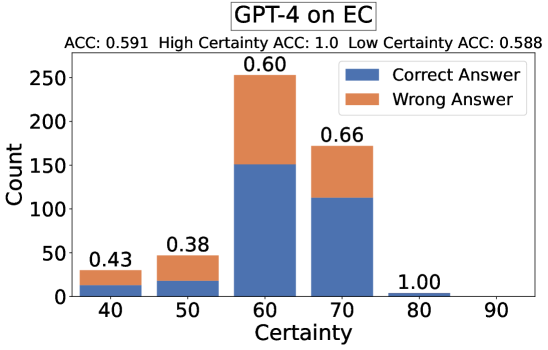 GPT-4 on EC
ACC: 0.591 High Certainty ACC: 1.0 Low Certainty ACC: 0.588
Correct Answer
Wrong Answer
0.43
0.38
0.60
0.66
1.00
Count
250
200
150
100
50
0
40 50 60 70 80 90
Certainty